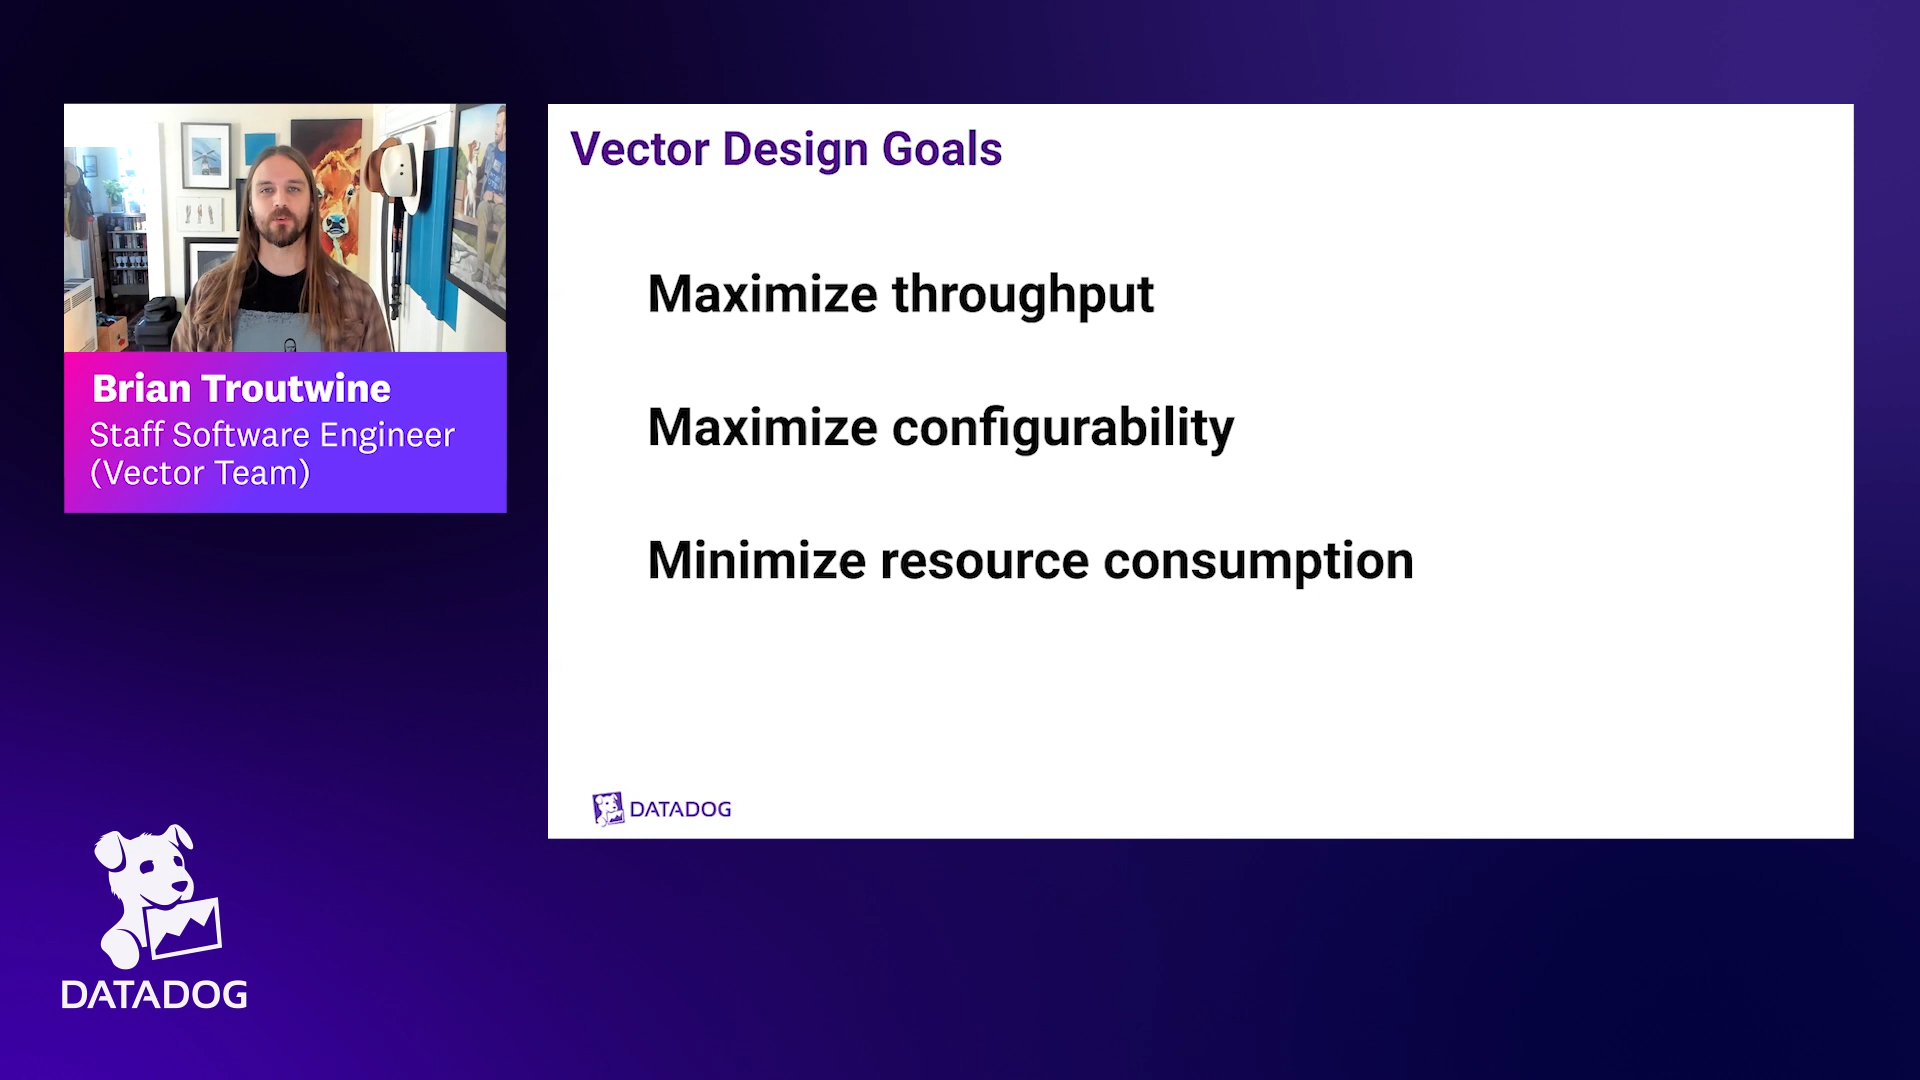 Brian Troutwine
Staff Software Engineer
(Vector Team)
DATADOG
Vector Design Goals
Maximize throughput
Maximize configurability
Minimize resource consumption
DATADOG